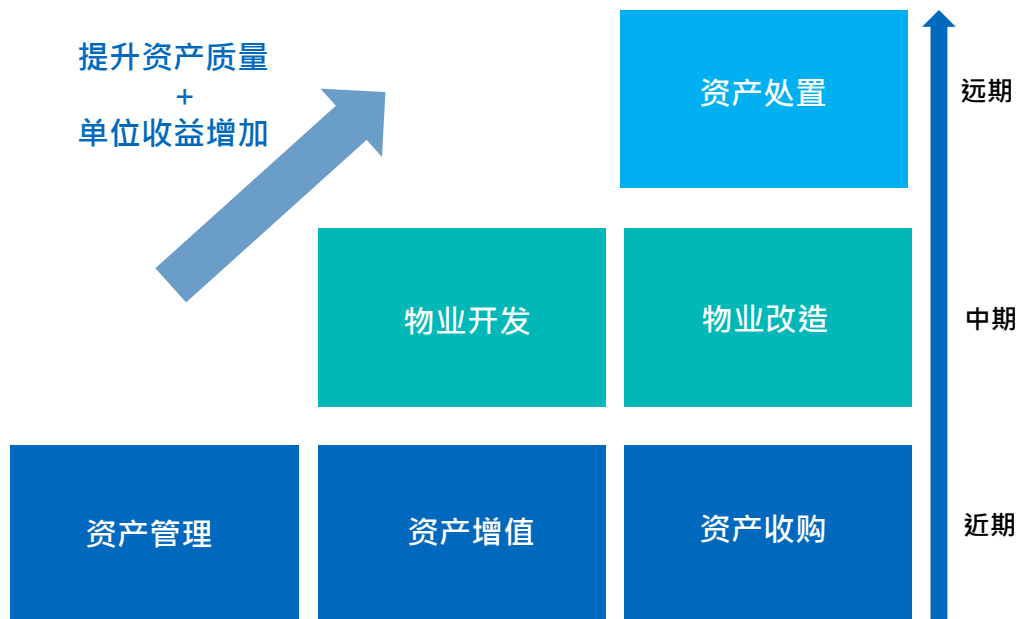 提升资产质量
+
单位收益增加
资产处置
远期
物业开发
物业改造
中期
资产管理
资产增值
资产收购
近期